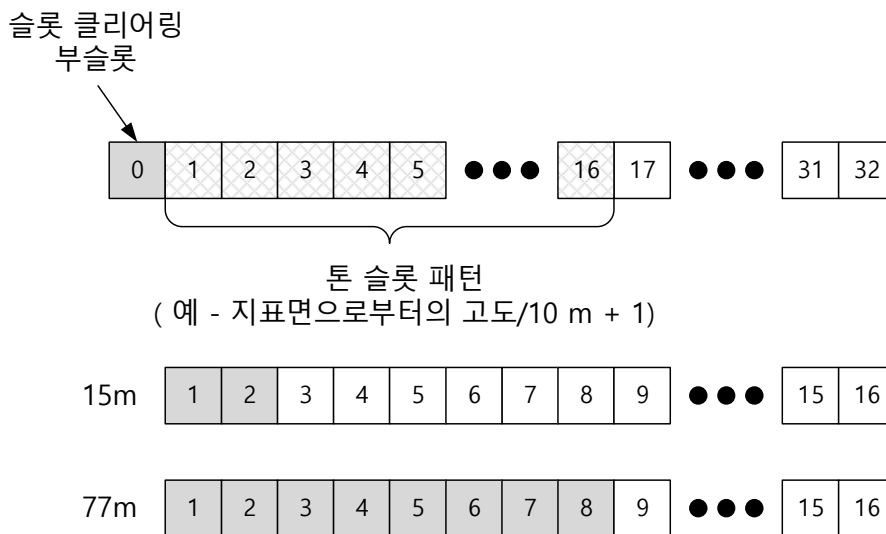 슬롯 클리어링
부슬롯
0 1 2 3 4 5 16 17 31 32
톤 슬롯 패턴
( 예 - 지표면으로부터의 고도/10 m + 1)
15m 1 2 3 4 5 6 7 8 9 15 16
77m 1 2 3 4 5 6 7 8 9 15 16